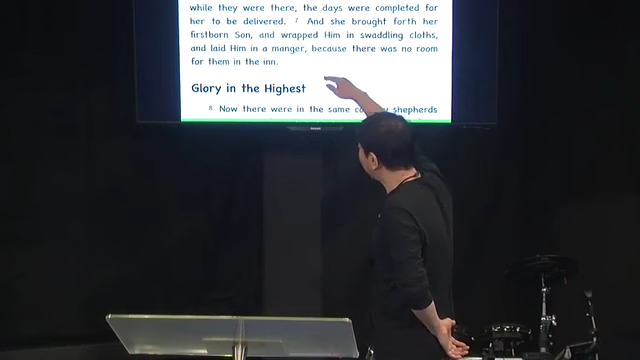 while they were there, the days were completed for
her to be delivered. 7 And she brought forth her
firstborn Son, and wrapped Him in swaddling cloths,
and laid Him in a manger, because there was no room
for them in the inn.
Glory in the Highest
8 Now there were in the same shepherds